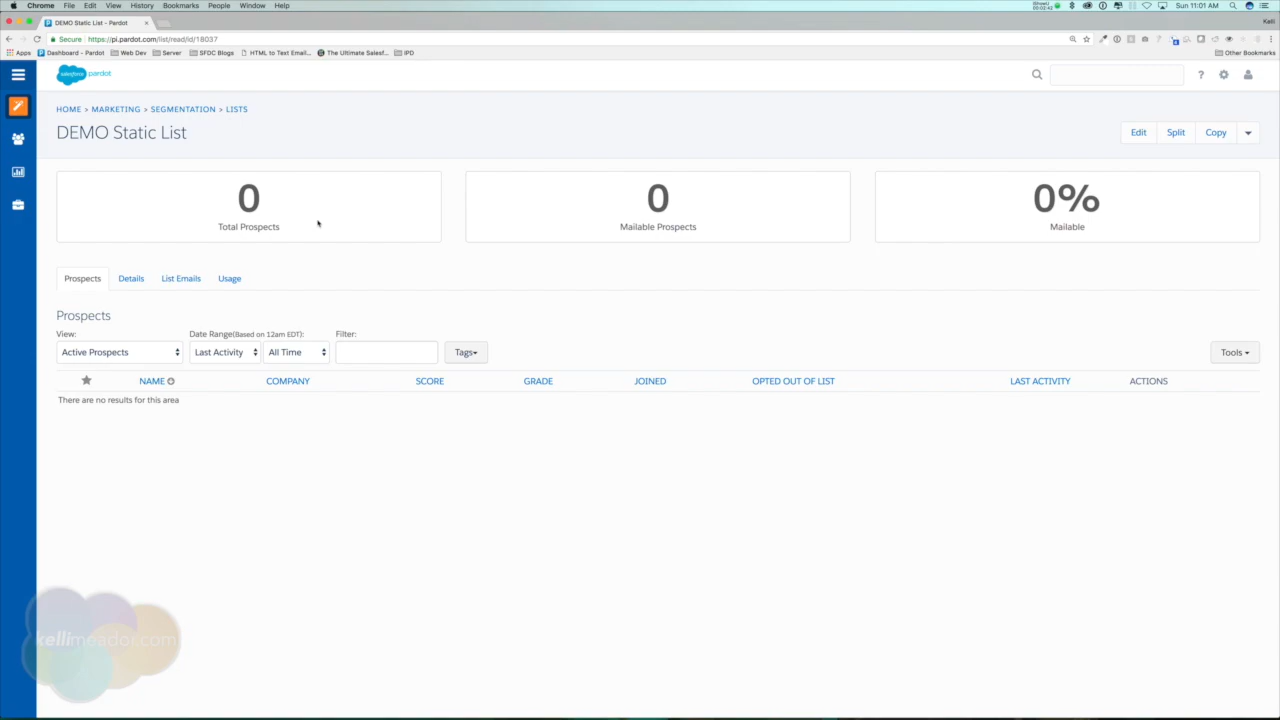 Chrome File Edit View History Bookmarks People Window Help
Sun 11:01 AM
DEMO Static List - Pardot
Kelli
Secure https://pi.pardot.com/list/read/id/18037
Apps Dashboard - Pardot Web Dev Server SFDC Blogs HTML to Text Email... The Ultimate Salesf... IPD Other Bookmarks
salesforce pardot
?
HOME > MARKETING > SEGMENTATION > LISTS
DEMO Static List
Edit Split Copy
0 0 0%
Total Prospects Mailable Prospects Mailable
Prospects Details List Emails Usage
Prospects
View: Date Range(Based on 12am EDT): Filter:
Active Prospects Last Activity All Time Tags Tools
NAME COMPANY SCORE GRADE JOINED OPTED OUT OF LIST LAST ACTIVITY ACTIONS
There are no results for this area
kellimeador.com